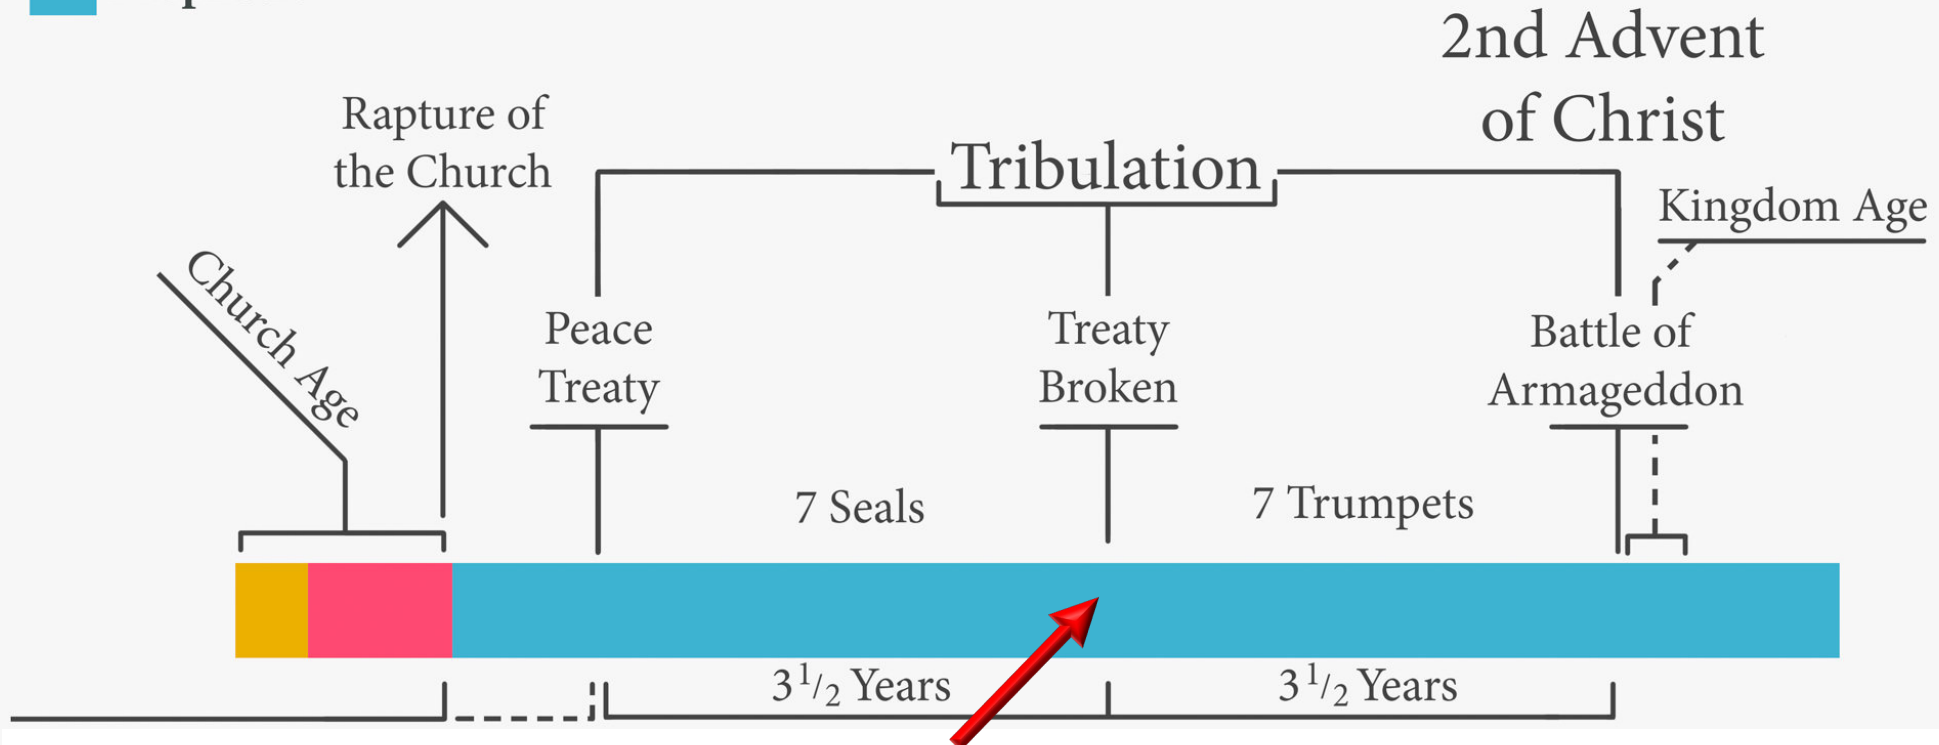 2nd Advent
of Christ
Rapture of
the Church
Tribulation
Kingdom Age
Church Age
Peace
Treaty
Treaty
Broken
Battle of
Armageddon
7 Seals
7 Trumpets
3 1/2 Years
3 1/2 Years